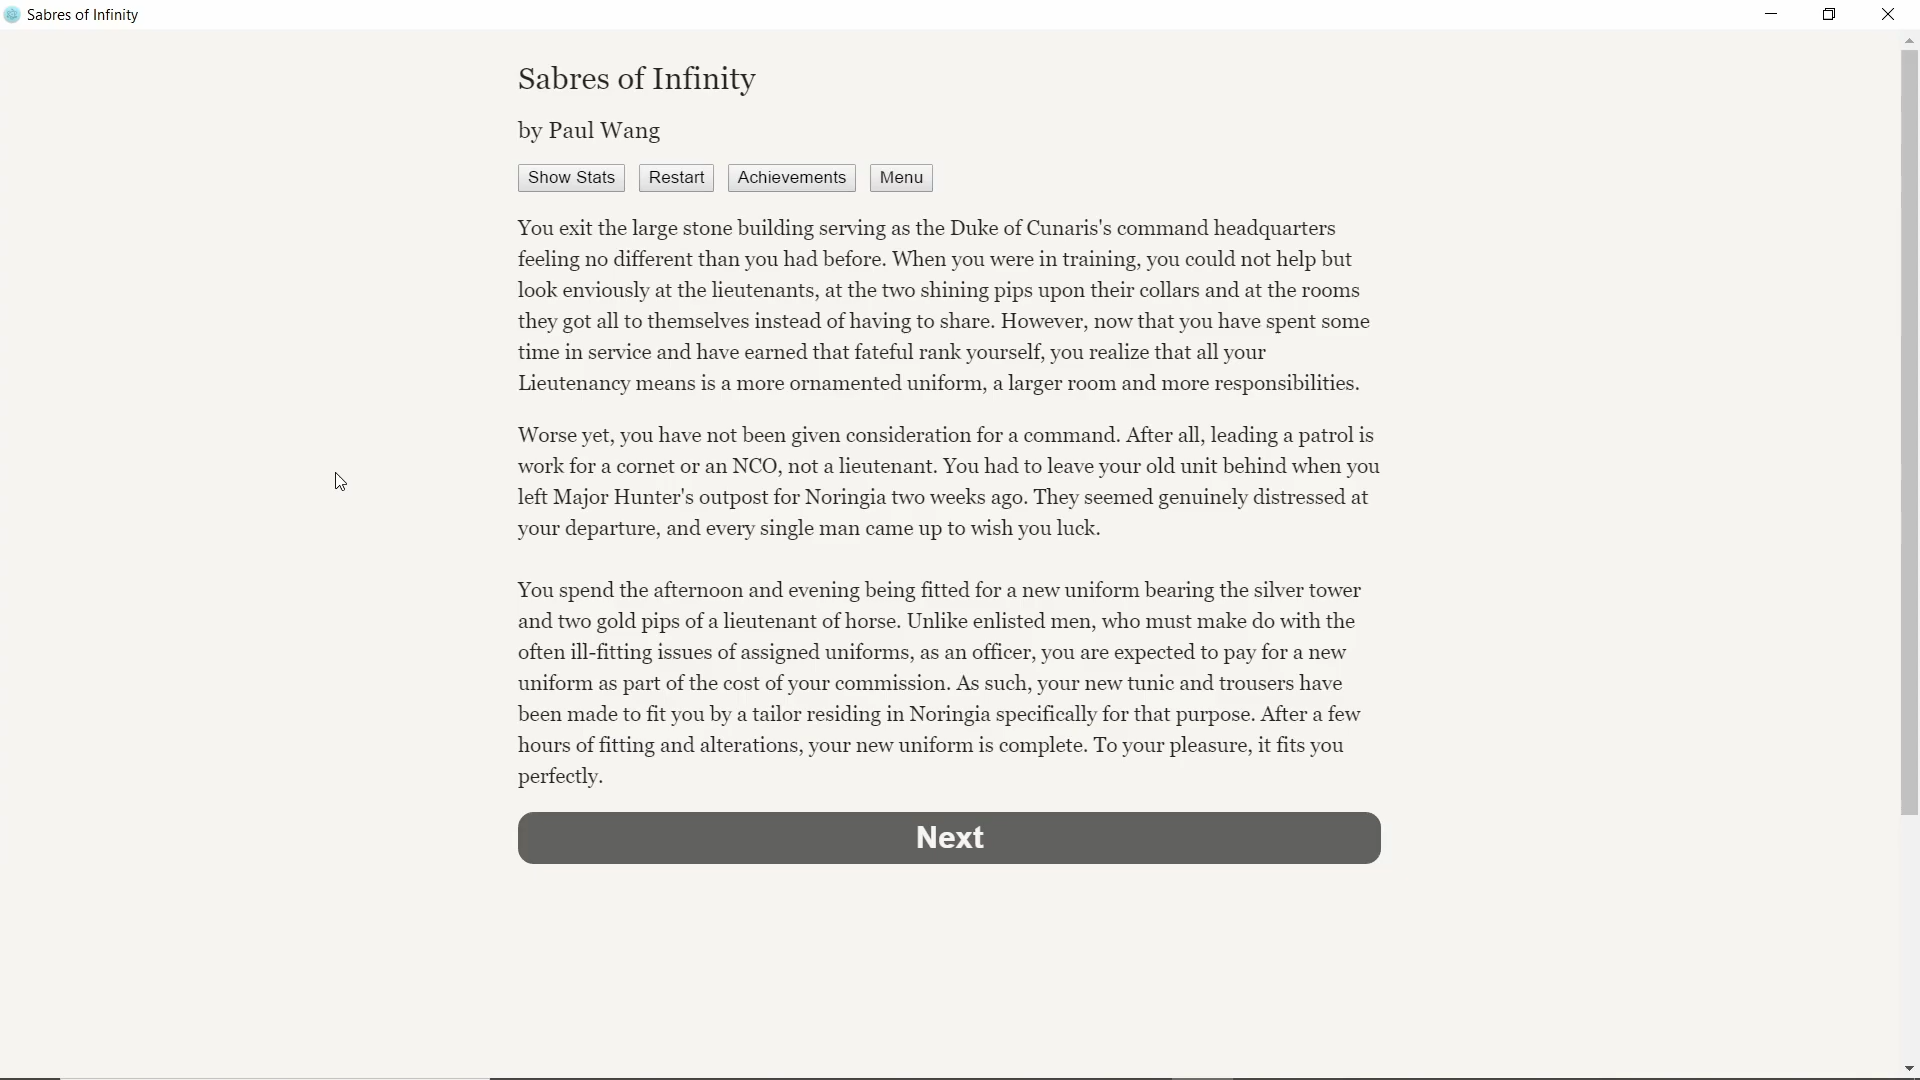 Sabres of Infinity
Sabres of Infinity
by Paul Wang
Show Stats Restart Achievements Menu
You exit the large stone building serving as the Duke of Cunaris's command headquarters
feeling no different than you had before. When you were in training, you could not help but
look enviously at the lieutenants, at the two shining pips upon their collars and at the rooms
they got all to themselves instead of having to share. However, now that you have spent some
time in service and have earned that fateful rank yourself, you realize that all your
Lieutenancy means is a more ornamented uniform, a larger room and more responsibilities.
Worse yet, you have not been given consideration for a command. After all, leading a patrol is
work for a cornet or an NCO, not a lieutenant. You had to leave your old unit behind when you
left Major Hunter's outpost for Noringia two weeks ago. They seemed genuinely distressed at
your departure, and every single man came up to wish you luck.
You spend the afternoon and evening being fitted for a new uniform bearing the silver tower
and two gold pips of a lieutenant of horse. Unlike enlisted men, who must make do with the
often ill-fitting issues of assigned uniforms, as an officer, you are expected to pay for a new
uniform as part of the cost of your commission. As such, your new tunic and trousers have
been made to fit you by a tailor residing in Noringia specifically for that purpose. After a few
hours of fitting and alterations, your new uniform is complete. To your pleasure, it fits you
perfectly.
Next